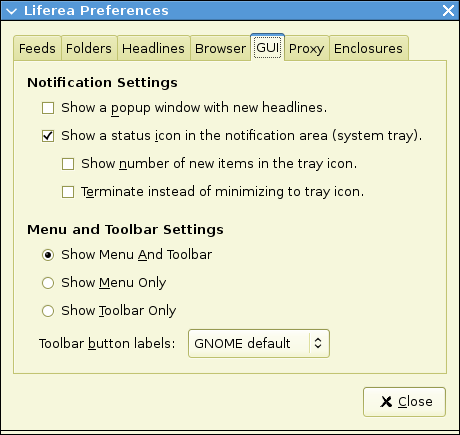 Liferea Preferences
Feeds Folders Headlines Browser GUI Proxy Enclosures
Notification Settings
Show a popup window with new headlines.
Show a status icon in the notification area (system tray).
Show number of new items in the tray icon.
Terminate instead of minimizing to tray icon.
Menu and Toolbar Settings
Show Menu And Toolbar
Show Menu Only
Show Toolbar Only
Toolbar button labels: GNOME default
Close